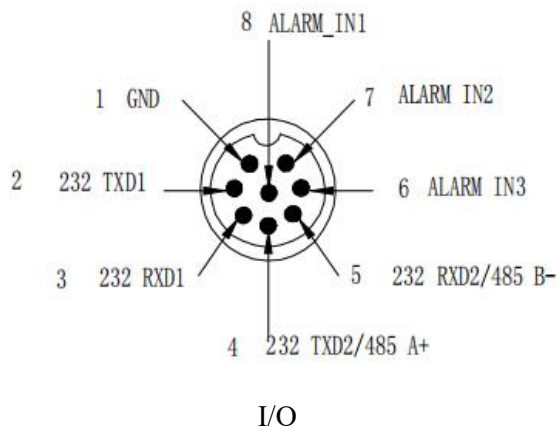 8 ALARM_IN1
1 GND
7 ALARM IN2
2 232 TXD1
6 ALARM IN3
3 232 RXD1
5 232 RXD2/485 B-
4 232 TXD2/485 A+
I/O